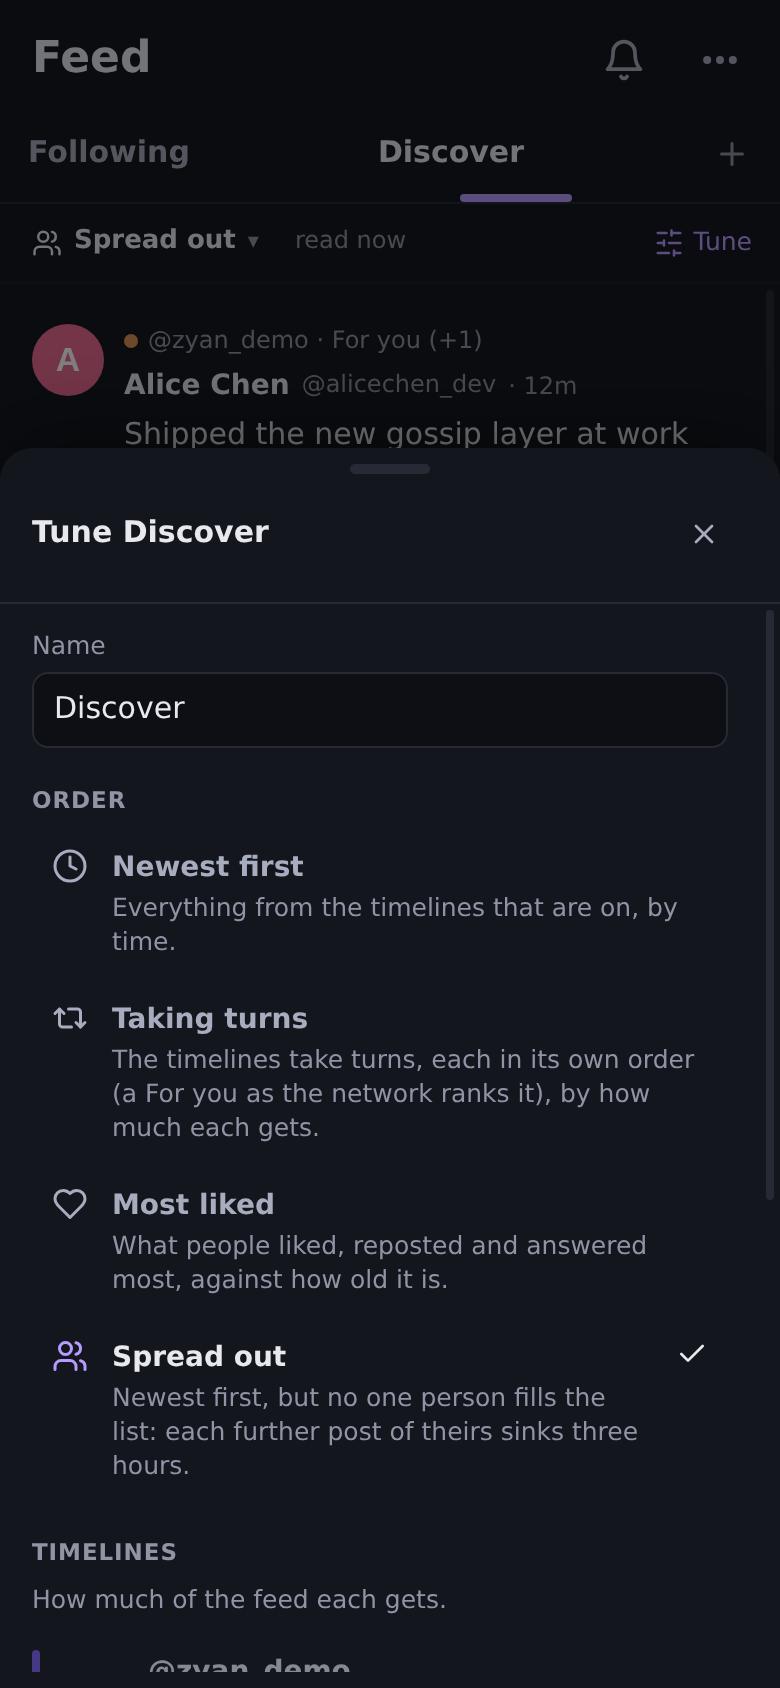 Feed
Following
Discover
Spread out ▾
read now
Tune
A
@zyan_demo · For you (+1)
Alice Chen @alicechen_dev · 12m
Shipped the new gossip layer at work
Tune Discover
Name
Discover
ORDER
Newest first
Everything from the timelines that are on, by
time.
Taking turns
The timelines take turns, each in its own order
(a For you as the network ranks it), by how
much each gets.
Most liked
What people liked, reposted and answered
most, against how old it is.
Spread out
Newest first, but no one person fills the
list: each further post of theirs sinks three
hours.
TIMELINES
How much of the feed each gets.
@zyan_demo